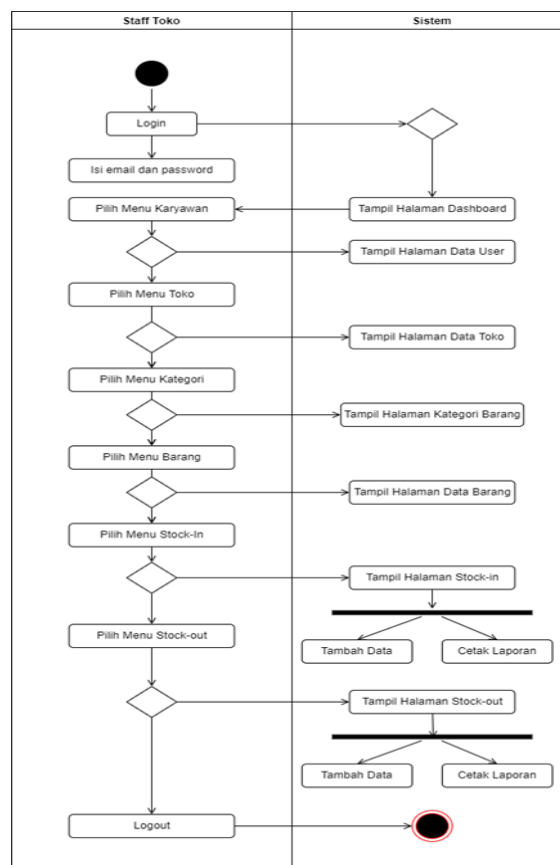 Staff Toko
Sistem
Login
Isi email dan password
Pilih Menu Karyawan
Tampil Halaman Dashboard
Tampil Halaman Data User
Pilih Menu Toko
Tampil Halaman Data Toko
Pilih Menu Kategori
Tampil Halaman Kategori Barang
Pilih Menu Barang
Tampil Halaman Data Barang
Pilih Menu Stock-In
Tampil Halaman Stock-in
Pilih Menu Stock-out
Tambah Data
Cetak Laporan
Tampil Halaman Stock-out
Tambah Data
Cetak Laporan
Logout